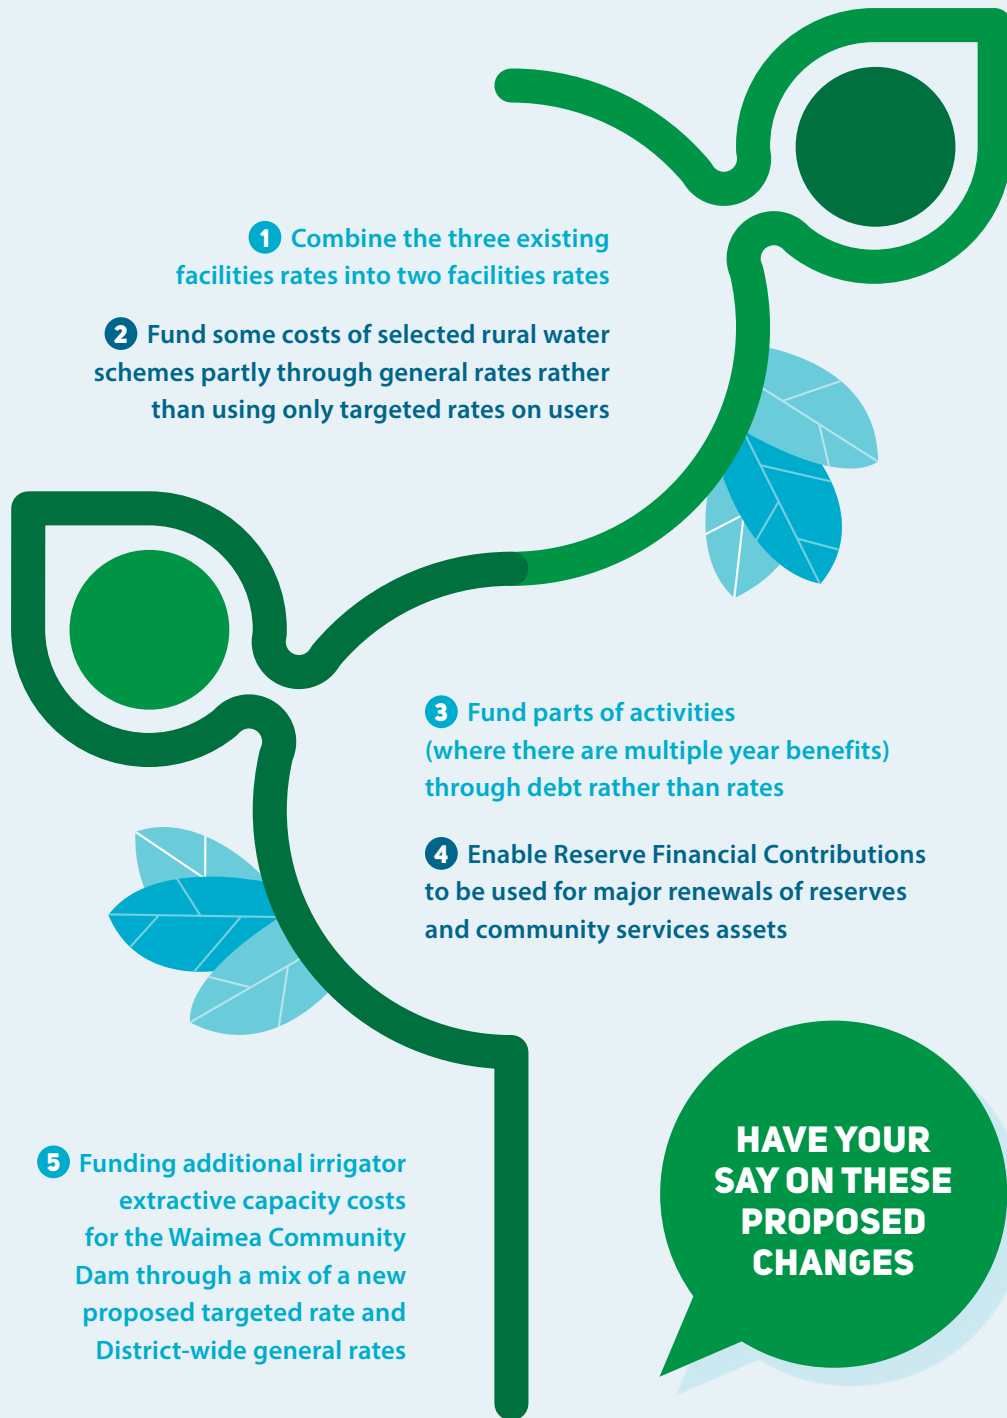 1 Combine the three existing
facilities rates into two facilities rates
2 Fund some costs of selected rural water
schemes partly through general rates rather
than using only targeted rates on users
3 Fund parts of activities
(where there are multiple year benefits)
through debt rather than rates
4 Enable Reserve Financial Contributions
to be used for major renewals of reserves
and community services assets
5 Funding additional irrigator
extractive capacity costs
for the Waimea Community
Dam through a mix of a new
proposed targeted rate and
District-wide general rates
HAVE YOUR
SAY ON THESE
PROPOSED
CHANGES